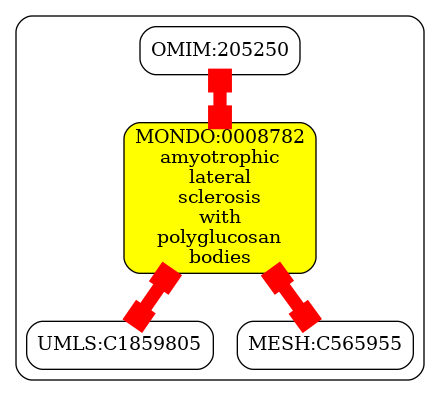 OMIM:205250
MONDO:0008782
amyotrophic
lateral
sclerosis
with
polyglucosan
bodies
UMLS:C1859805
MESH:C565955